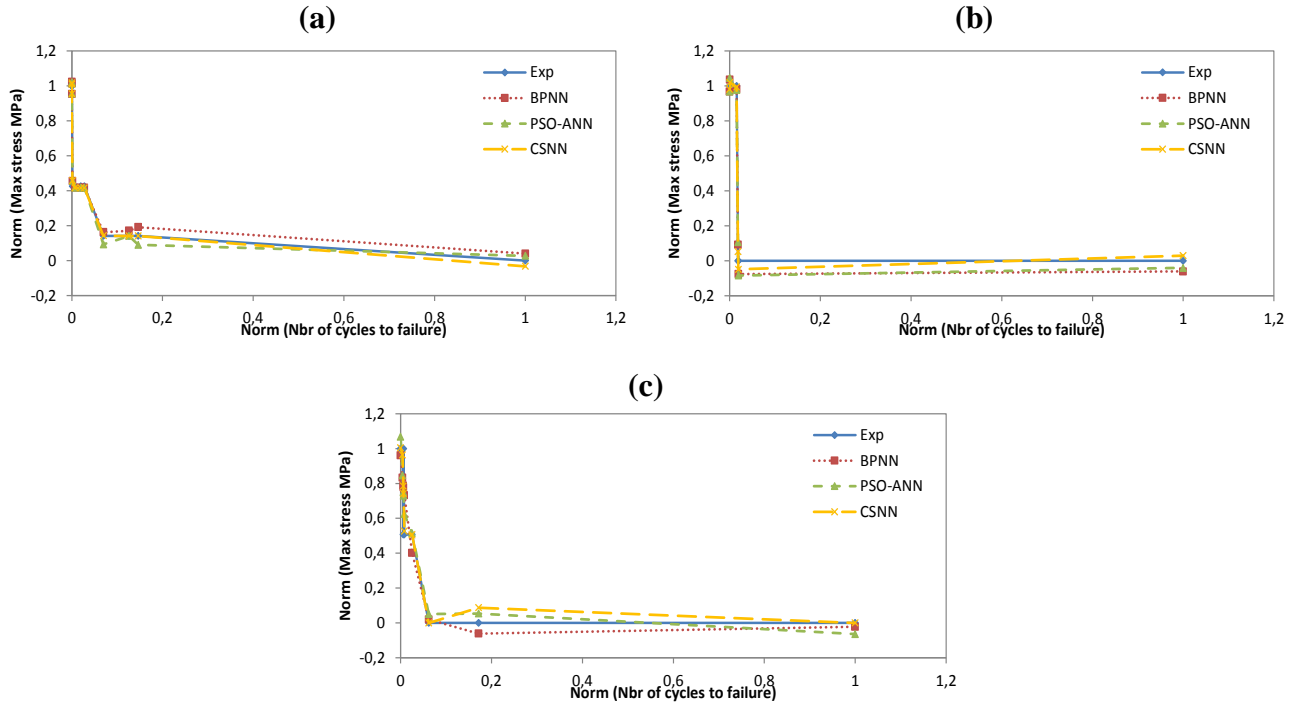 (a)
Norm (Max stress MPa)
1,2
1
0,8
0,6
0,4
0,2
0
-0,2
0
0,2
0,4
0,6
0,8
1
1,2
Norm (Nbr of cycles to failure)
Exp
BPNN
PSO-ANN
CSNN
(b)
Norm (Max stress MPa)
1,2
1
0,8
0,6
0,4
0,2
0
-0,2
0
0,2
0,4
0,6
0,8
1
1,2
Norm (Nbr of cycles to failure)
Exp
BPNN
PSO-ANN
CSNN
(c)
Norm (Max stress MPa)
1,2
1
0,8
0,6
0,4
0,2
0
-0,2
0
0,2
0,4
0,6
0,8
1
1,2
Norm (Nbr of cycles to failure)
Exp
BPNN
PSO-ANN
CSNN